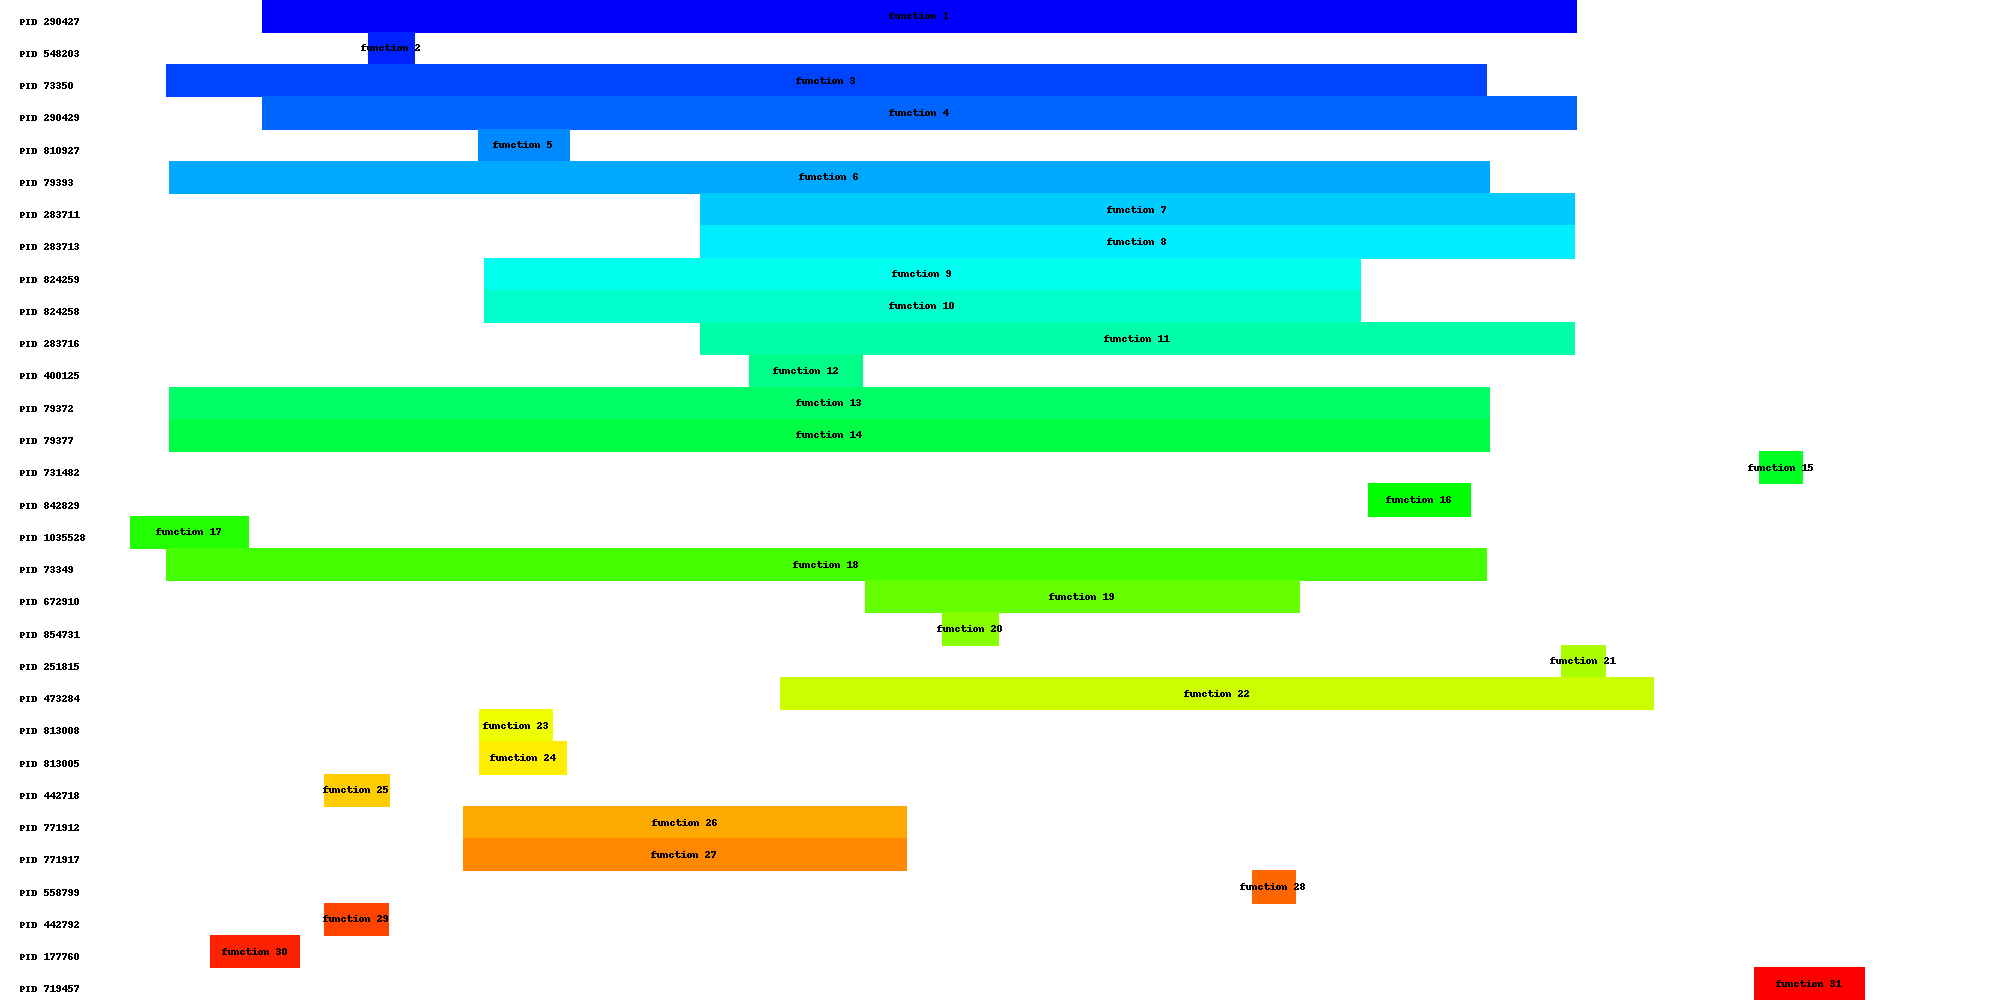 PID 290427 function 1
PID 548203 function 2
PID 73350 function 3
PID 290429 function 4
PID 810927 function 5
PID 79393 function 6
PID 283711 function 7
PID 283713 function 8
PID 824259 function 9
PID 824258 function 10
PID 283716 function 11
PID 400125 function 12
PID 79372 function 13
PID 79377 function 14
PID 731482 function 15
PID 842829 function 16
PID 1035528 function 17
PID 73349 function 18
PID 672910 function 19
PID 854731 function 20
PID 251815 function 21
PID 473284 function 22
PID 813008 function 23
PID 813005 function 24
PID 442718 function 25
PID 771912 function 26
PID 771917 function 27
PID 558799 function 28
PID 442792 function 29
PID 177760 function 30
PID 719457 function 31